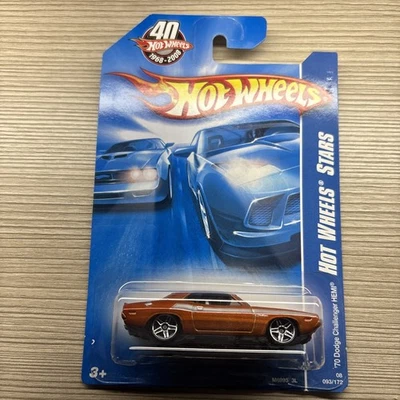 40
HOT WHEELS
1968-2008
HOT WHEELS
HOT WHEELS® STARS
'70 Dodge Challenger HEMI®
08
093/172
3+